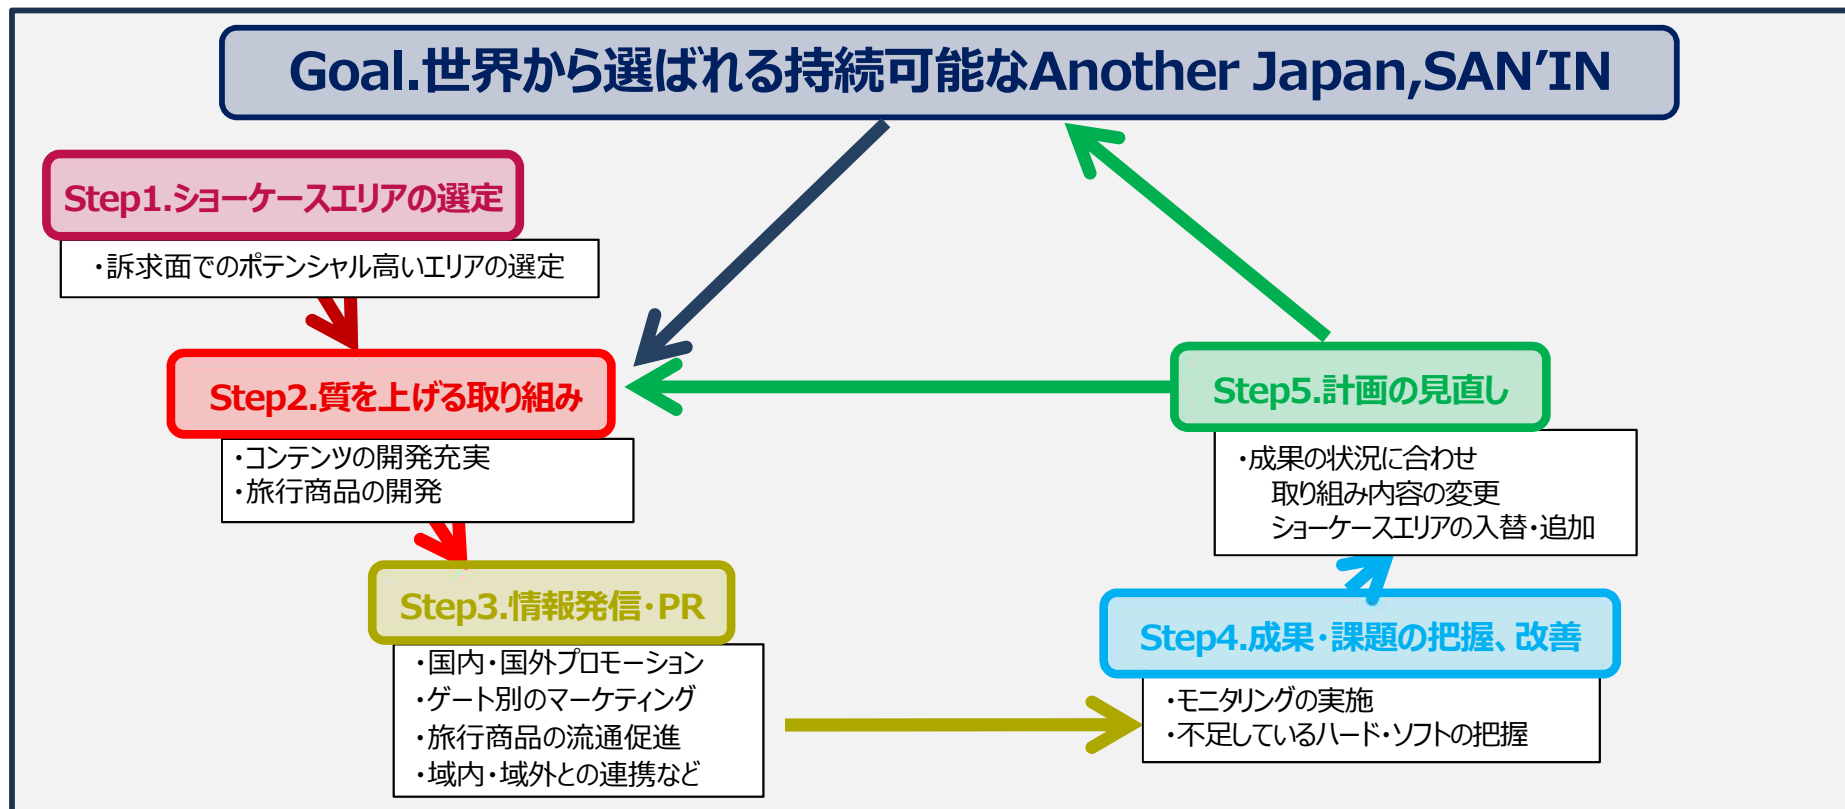 Goal.世界から選ばれる持続可能なAnother Japan,SAN’IN
Step1.ショーケースエリアの選定
・訴求面でのポテンシャル高いエリアの選定
Step2.質を上げる取り組み
・コンテンツの開発充実
・旅行商品の開発
Step3.情報発信・PR
・国内・国外プロモーション
・ゲート別のマーケティング
・旅行商品の流通促進
・域内・域外との連携など
Step4.成果・課題の把握、改善
・モニタリングの実施
・不足しているハード・ソフトの把握
Step5.計画の見直し
・成果の状況に合わせ
取り組み内容の変更
ショーケースエリアの入替・追加